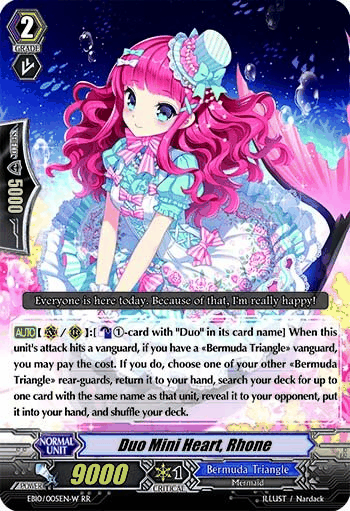 2
GRADE
SHIELD
5000
Everyone is here today. Because of that, I'm really happy!
AUTO [ / ]:[ ①-card with "Duo" in its card name] When this
unit's attack hits a vanguard, if you have a «Bermuda Triangle» vanguard,
you may pay the cost. If you do, choose one of your other «Bermuda
Triangle» rear-guards, return it to your hand, search your deck for up
to one card with the same name as that unit, reveal it to your opponent, put
it into your hand, and shuffle your deck.
NORMAL
UNIT
Duo Mini Heart, Rhone
POWER
9000
1
CRITICAL
Bermuda Triangle
Mermaid
EB10/005EN-W RR
ILLUST / Nardack